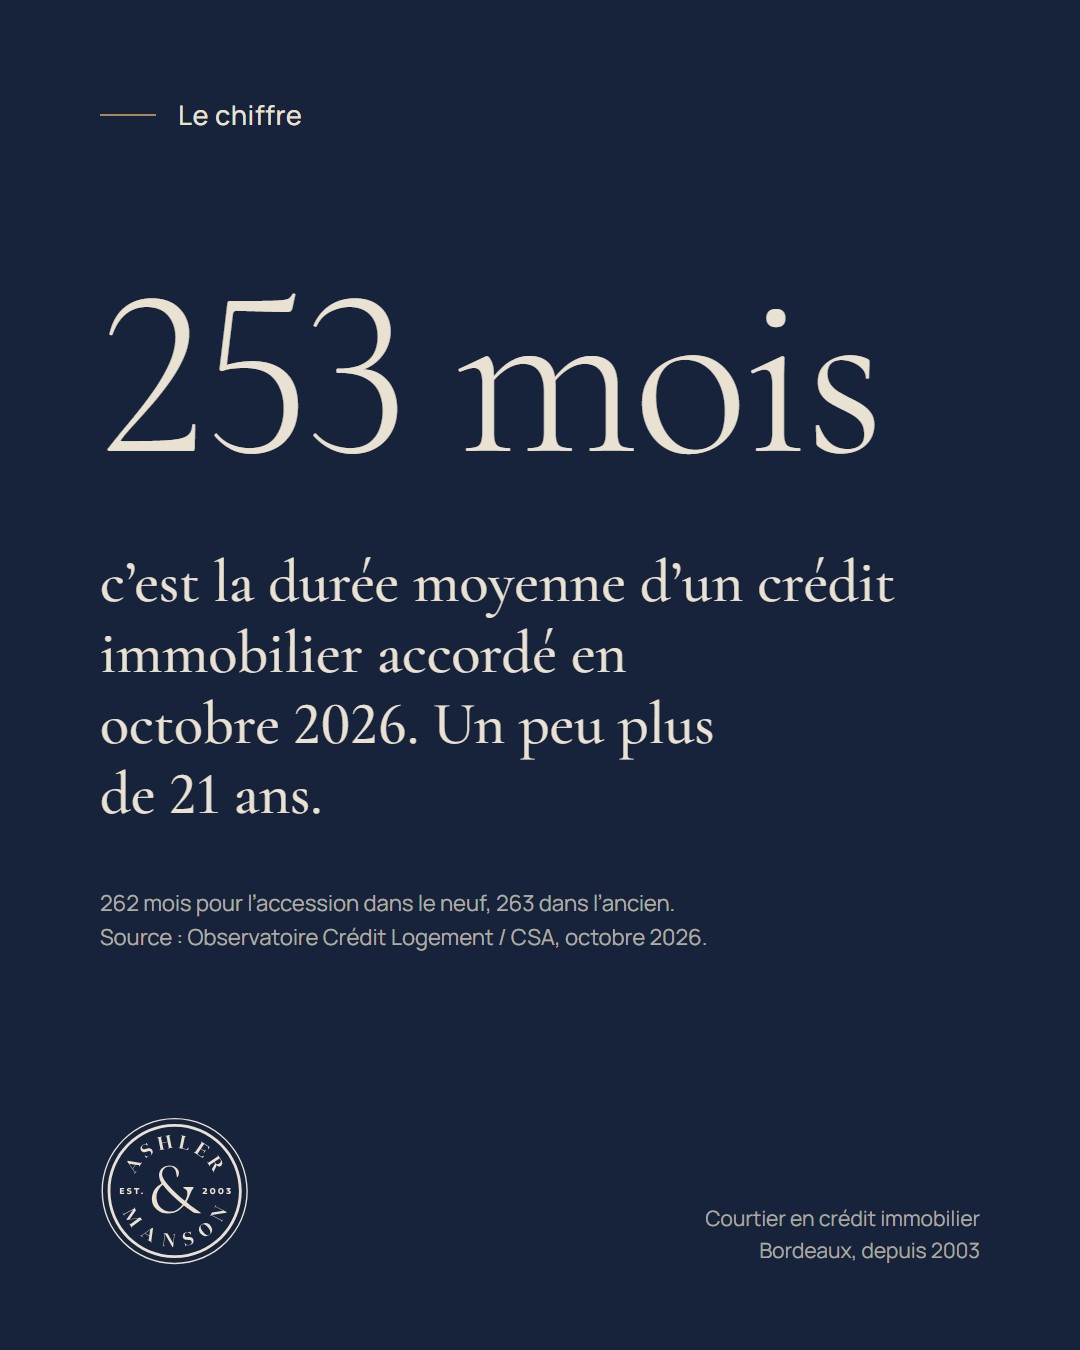 Le chiffre
253 mois
c’est la durée moyenne d’un crédit
immobilier accordé en
octobre 2026. Un peu plus
de 21 ans.
262 mois pour l’accession dans le neuf, 263 dans l’ancien.
Source : Observatoire Crédit Logement / CSA, octobre 2026.
ASHLER
EST. & 2003
MANSON
Courtier en crédit immobilier
Bordeaux, depuis 2003